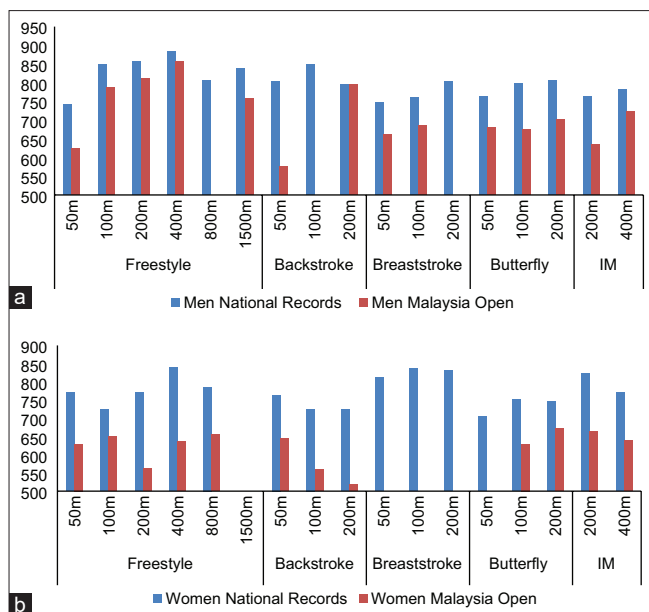 950
900
850
800
750
700
650
600
550
500
50m 100m 200m 400m 800m 1500m 50m 100m 200m 50m 100m 200m 50m 100m 200m 200m 400m
Freestyle Backstroke Breaststroke Butterfly IM
a
Men National Records Men Malaysia Open
900
850
800
750
700
650
600
550
500
50m 100m 200m 400m 800m 1500m 50m 100m 200m 50m 100m 200m 50m 100m 200m 200m 400m
Freestyle Backstroke Breaststroke Butterfly IM
b
Women National Records Women Malaysia Open